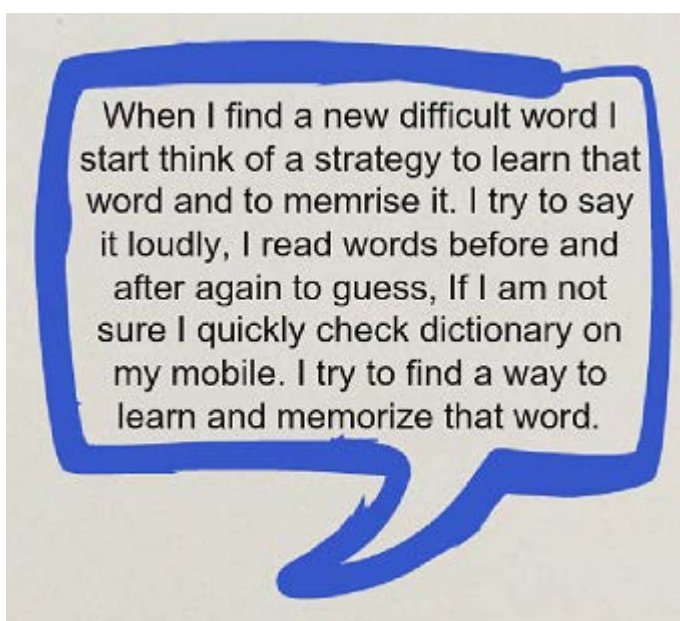 When I find a new difficult word I
start think of a strategy to learn that
word and to memrise it. I try to say
it loudly, I read words before and
after again to guess, If I am not
sure I quickly check dictionary on
my mobile. I try to find a way to
learn and memorize that word.